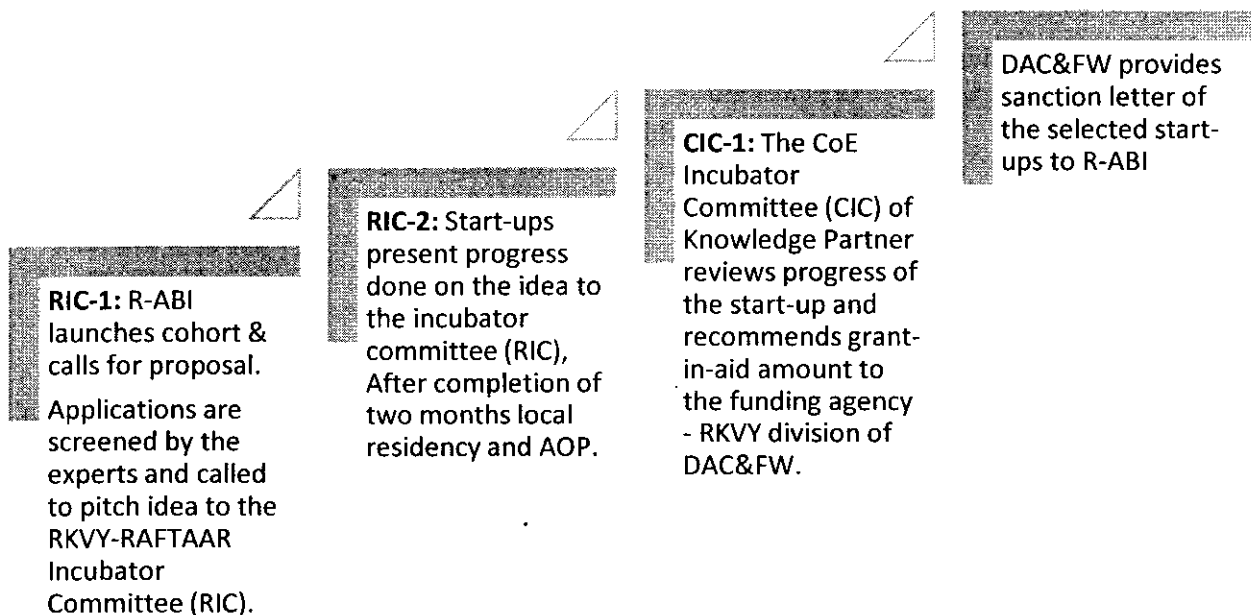 RIC-1: R-ABI
launches cohort &
calls for proposal.
Applications are
screened by the
experts and called
to pitch idea to the
RKVY-RAFTAAR
Incubator
Committee (RIC).
RIC-2: Start-ups
present progress
done on the idea to
the incubator
committee (RIC),
After completion of
two months local
residency and AOP.
CIC-1: The CoE
Incubator
Committee (CIC) of
Knowledge Partner
reviews progress of
the start-up and
recommends grant-
in-aid amount to
the funding agency
- RKVY division of
DAC&FW.
DAC&FW provides
sanction letter of
the selected start-
ups to R-ABI